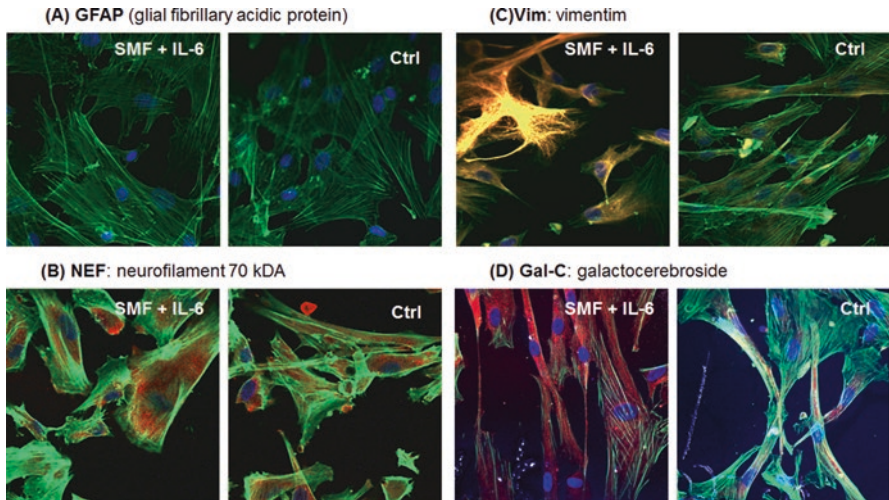 (A) GFAP (glial fibrillary acidic protein)
SMF + IL-6
Ctrl
(B) NEF: neurofilament 70 kDA
SMF + IL-6
Ctrl
(C)Vim: vimentim
SMF + IL-6
Ctrl
(D) Gal-C: galactocerebroside
SMF + IL-6
Ctrl